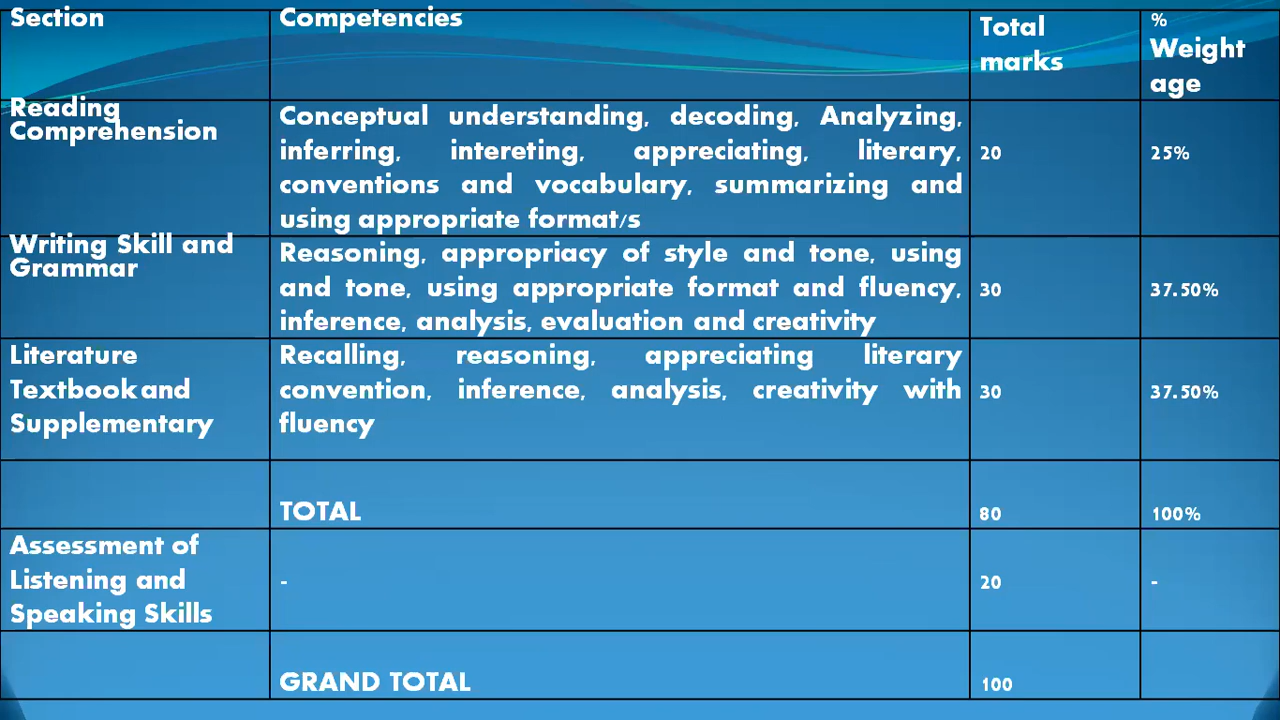 Section Competencies Total marks % Weight age
Reading
Comprehension
Conceptual understanding, decoding, Analyzing,
inferring, intereting, appreciating, literary,
conventions and vocabulary, summarizing and
using appropriate format/s
20
25%
Writing Skill and
Grammar
Reasoning, appropriacy of style and tone, using
and tone, using appropriate format and fluency,
inference, analysis, evaluation and creativity
30
37.50%
Literature
Textbook and
Supplementary
Recalling, reasoning, appreciating literary
convention, inference, analysis, creativity with
fluency
30
37.50%
TOTAL
80
100%
Assessment of
Listening and
Speaking Skills
-
20
-
GRAND TOTAL
100